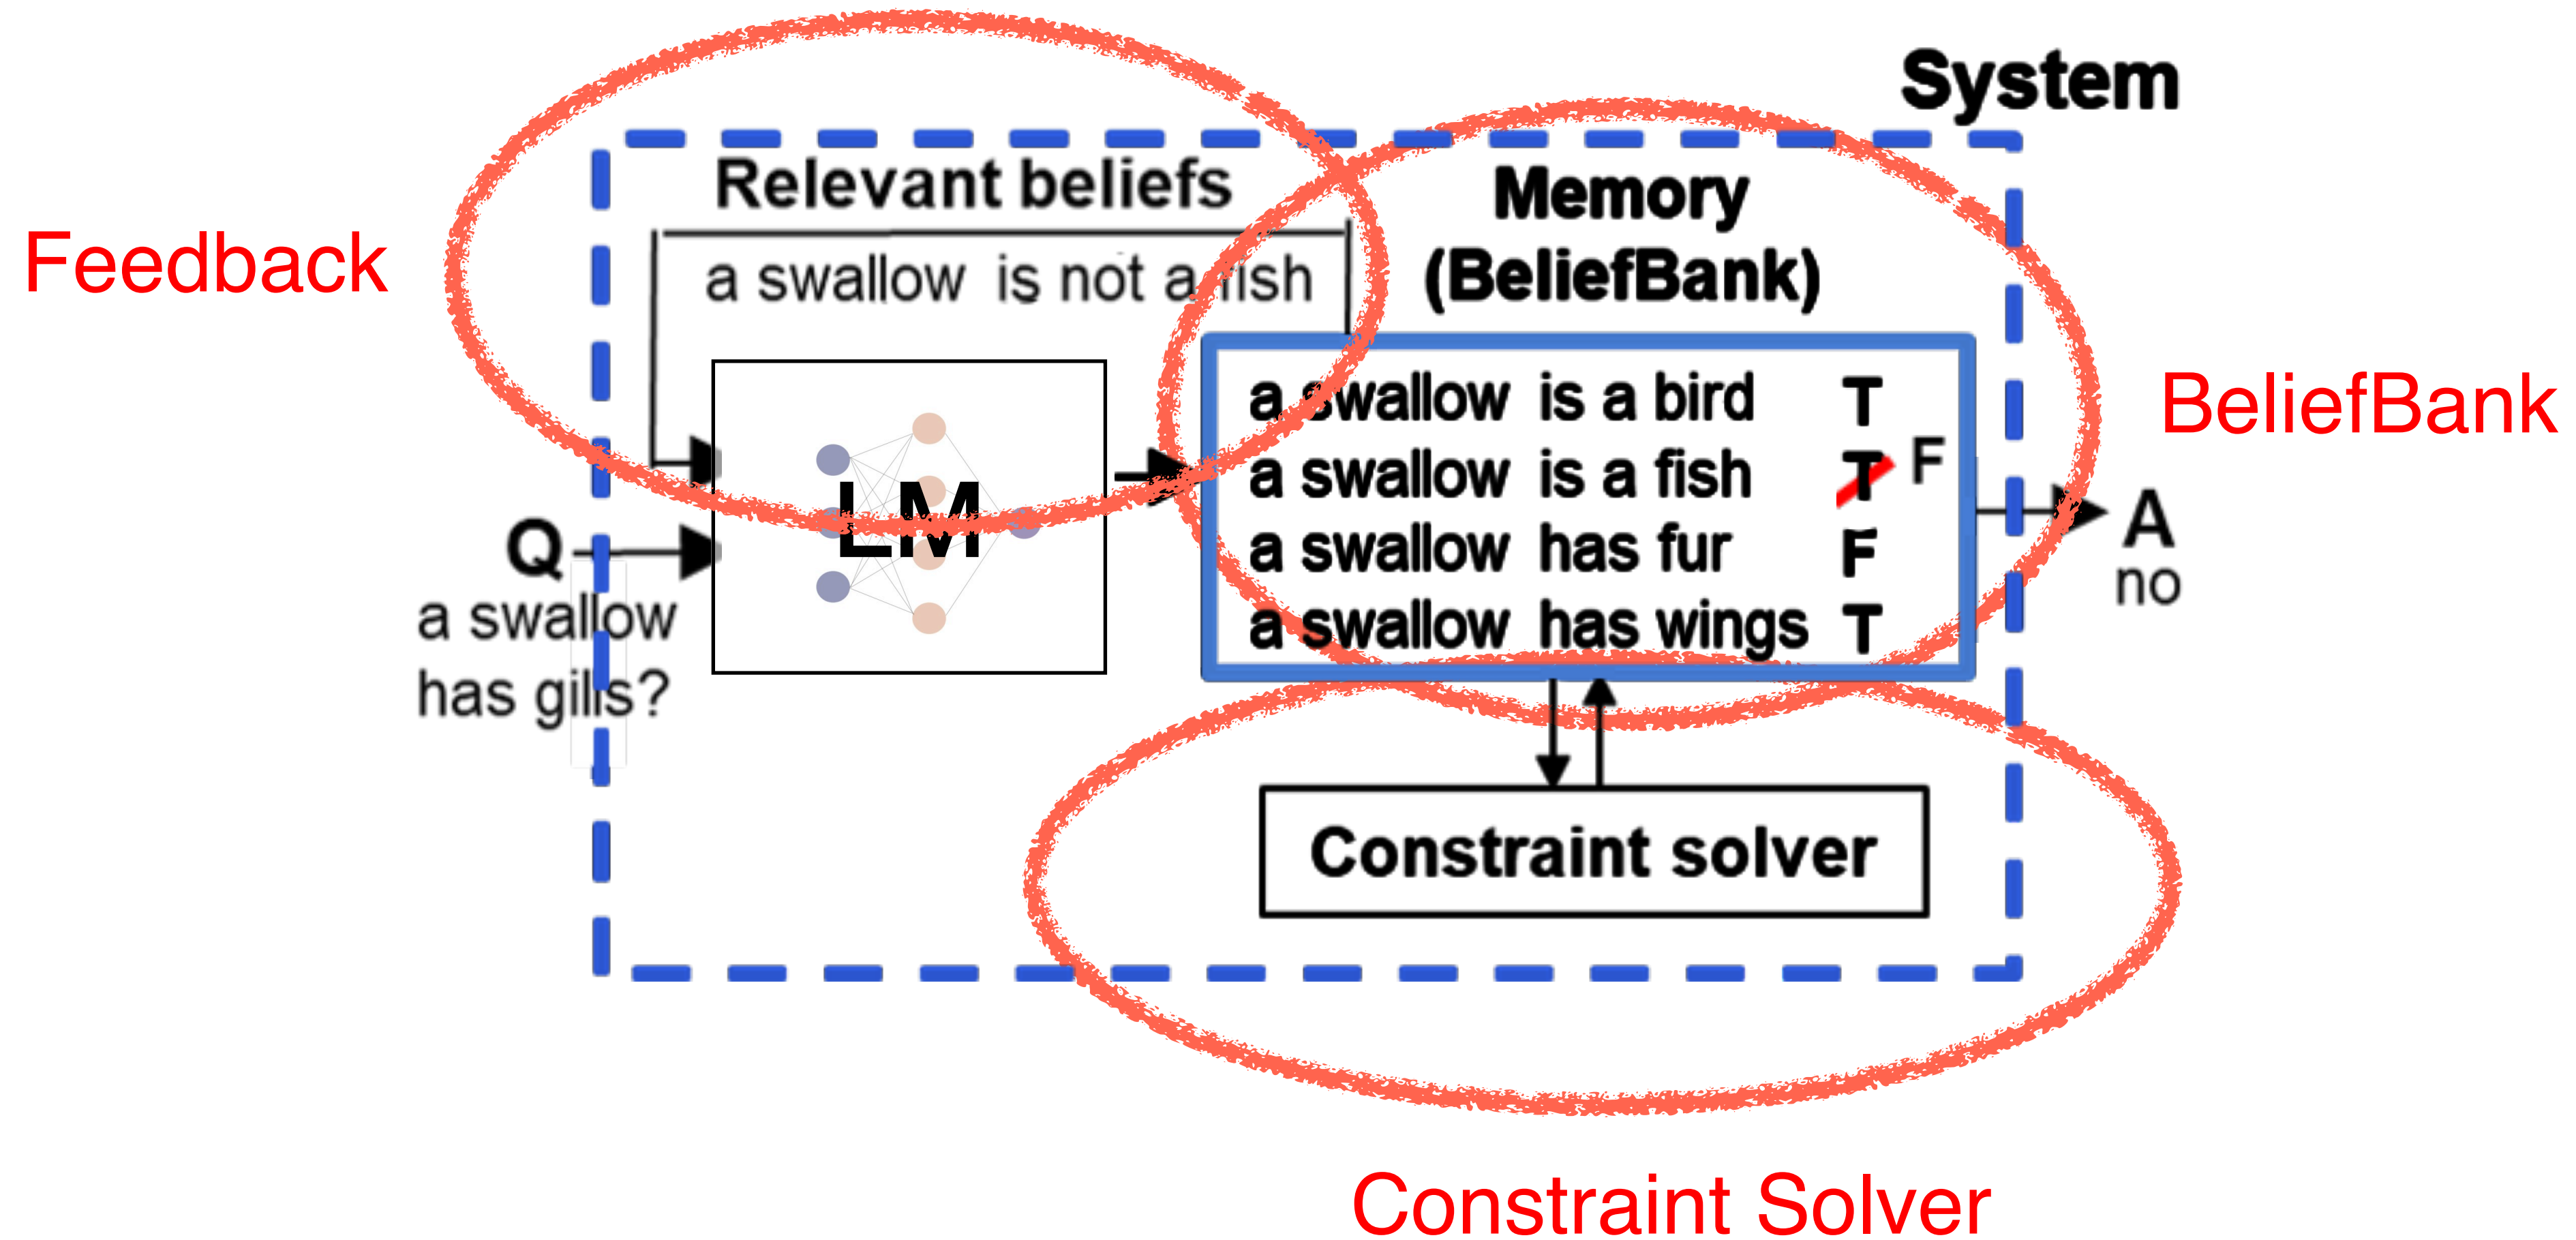 System
Relevant beliefs
a swallow is not a fish
Memory
(BeliefBank)
Feedback
BeliefBank
a swallow is a bird T
a swallow is a fish T F
a swallow has fur F
a swallow has wings T
LM
Q
a swallow
has gills?
A
no
Constraint solver
Constraint Solver